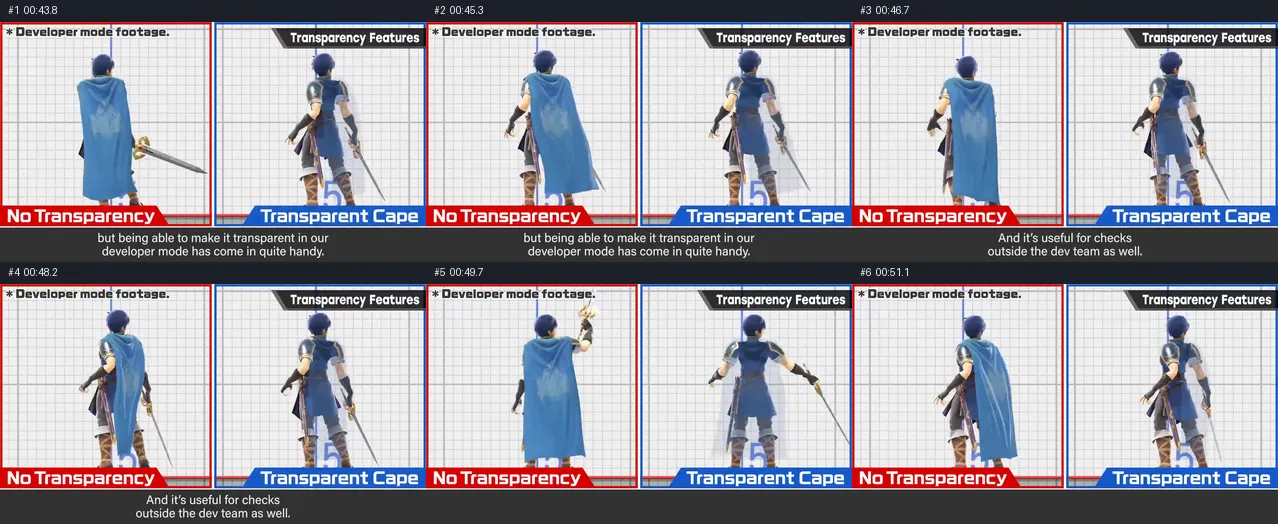 #1 00:43.8
* Developer mode footage.
Transparency Features
No Transparency
Transparent Cape
but being able to make it transparent in our
developer mode has come in quite handy.
#2 00:45.3
* Developer mode footage.
Transparency Features
No Transparency
Transparent Cape
but being able to make it transparent in our
developer mode has come in quite handy.
#3 00:46.7
* Developer mode footage.
Transparency Features
No Transparency
Transparent Cape
And it's useful for checks
outside the dev team as well.
#4 00:48.2
* Developer mode footage.
Transparency Features
No Transparency
Transparent Cape
And it's useful for checks
outside the dev team as well.
#5 00:49.7
* Developer mode footage.
Transparency Features
No Transparency
Transparent Cape
#6 00:51.1
* Developer mode footage.
Transparency Features
No Transparency
Transparent Cape